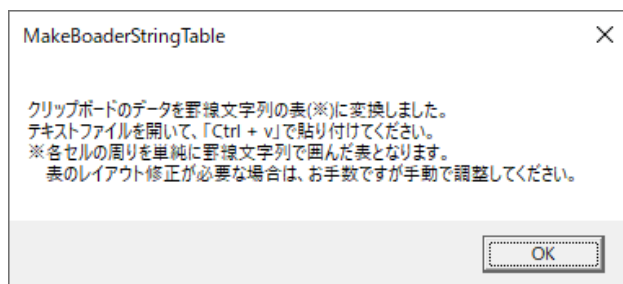 MakeBoaderStringTable
クリップボードのデータを罫線文字列の表(※)に変換しました。
テキストファイルを開いて、「Ctrl + v」で貼り付けてください。
※各セルの周りを単純に罫線文字列で囲んだ表となります。
表のレイアウト修正が必要な場合は、お手数ですが手動で調整してください。
OK